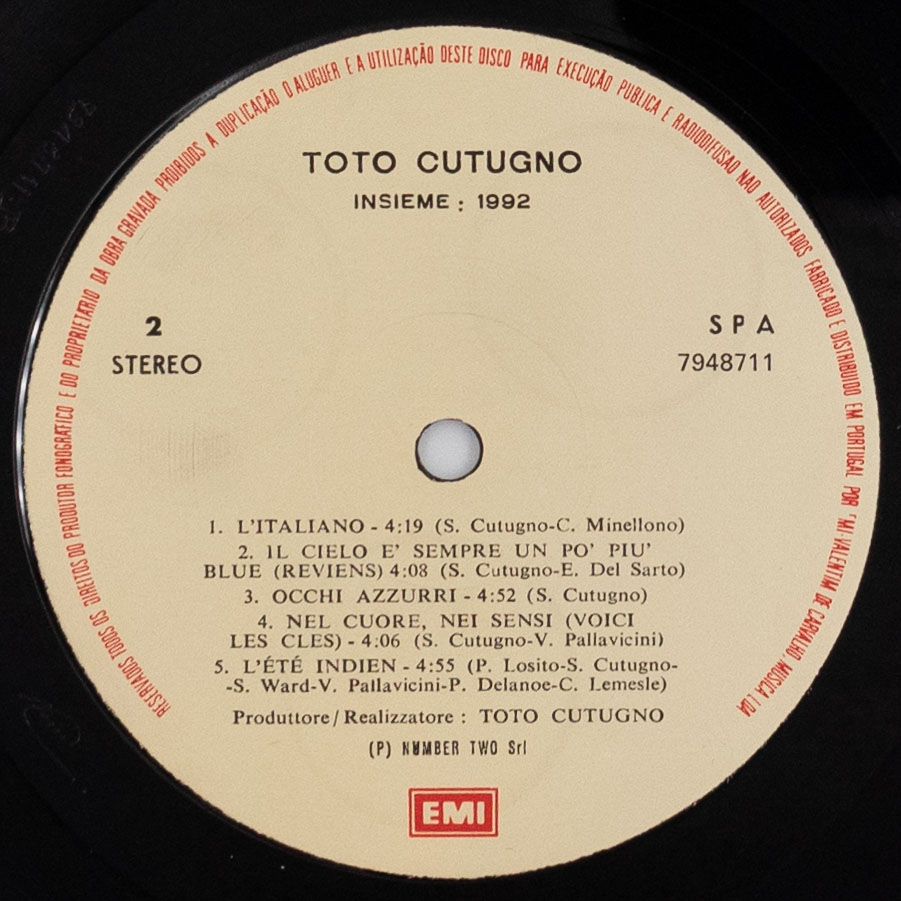 RESERVADOS TODOS OS DIREITOS DO PRODUTOR FONOGRÁFICO E DO PROPRIETÁRIO DA OBRA GRAVADA PROIBIDOS A DUPLICAÇÃO O ALUGUER E A UTILIZAÇÃO DESTE DISCO PARA EXECUÇÃO PUBLICA E RADIODIFUSÃO NÃO AUTORIZADOS FABRICADO E DISTRIBUIDO EM PORTUGAL POR "MI-VALENTIM DE CARVALHO, MUSICA LDA
TOTO CUTUGNO
INSIEME : 1992
2
STEREO
SPA
7948711
1. L'ITALIANO - 4:19 (S. Cutugno-C. Minellono)
2. IL CIELO E' SEMPRE UN PO' PIU'
BLUE (REVIENS) 4:08 (S. Cutugno-E. Del Sarto)
3. OCCHI AZZURRI - 4:52 (S. Cutugno)
4. NEL CUORE, NEI SENSI (VOICI
LES CLES) - 4:06 (S. Cutugno-V. Pallavicini)
5. L'ÉTÉ INDIEN - 4:55 (P. Losito-S. Cutugno-
-S. Ward-V. Pallavicini-P. Delanoe-C. Lemesle)
Produttore/Realizzatore : TOTO CUTUGNO
(P) NUMBER TWO Srl
EMI